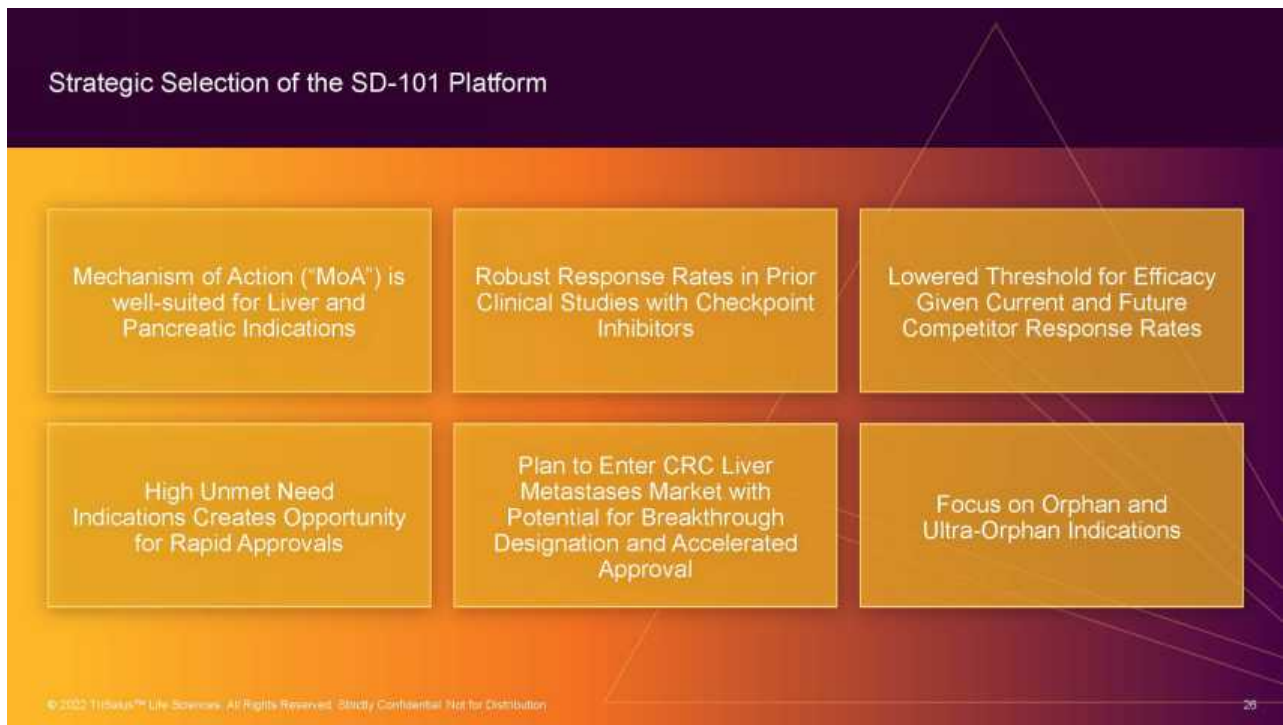 Strategic Selection of the SD-101 Platform
Mechanism of Action (“MoA”) is
well-suited for Liver and
Pancreatic Indications
Robust Response Rates in Prior
Clinical Studies with Checkpoint
Inhibitors
Lowered Threshold for Efficacy
Given Current and Future
Competitor Response Rates
High Unmet Need
Indications Creates Opportunity
for Rapid Approvals
Plan to Enter CRC Liver
Metastases Market with
Potential for Breakthrough
Designation and Accelerated
Approval
Focus on Orphan and
Ultra-Orphan Indications
© 2022 TriSalus™ Life Sciences. All Rights Reserved. Strictly Confidential Not for Distribution
26